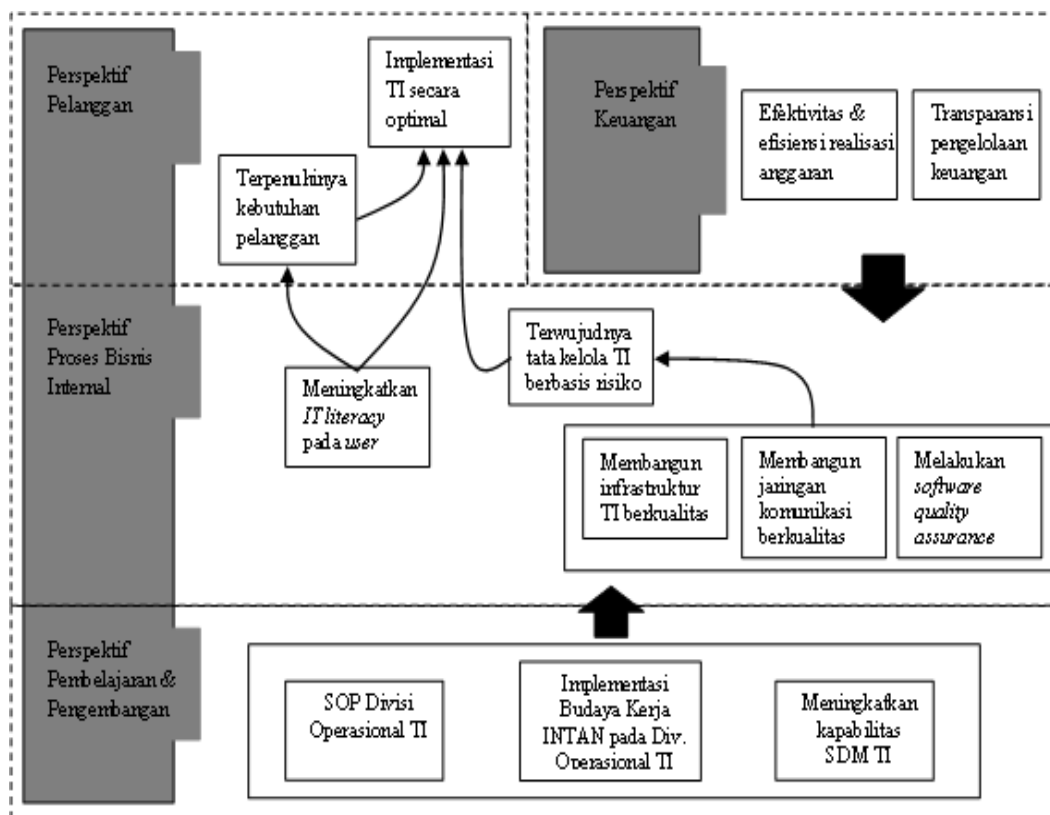 Perspektif
Pelanggan
Implementasi
TI secara
optimal
Terpenuhinya
kebutuhan
pelanggan
Perspektif
Keuangan
Efektivitas &
efisiensi realisasi
anggaran
Transparansi
pengelolaan
keuangan
Perspektif
Proses Bisnis
Internal
Meningkatkan
IT literacy
pada user
Terwujudnya
tata kelola TI
berbasis risiko
Membangun
infrastruktur
TI berkualitas
Membangun
jaringan
komunikasi
berkualitas
Melakukan
software
quality
assurance
Perspektif
Pembelajaran &
Pengembangan
SOP Divisi
Operasional TI
Implementasi
Budaya Kerja
INTAN pada Div.
Operasional TI
Meningkatkan
kapabilitas
SDM TI